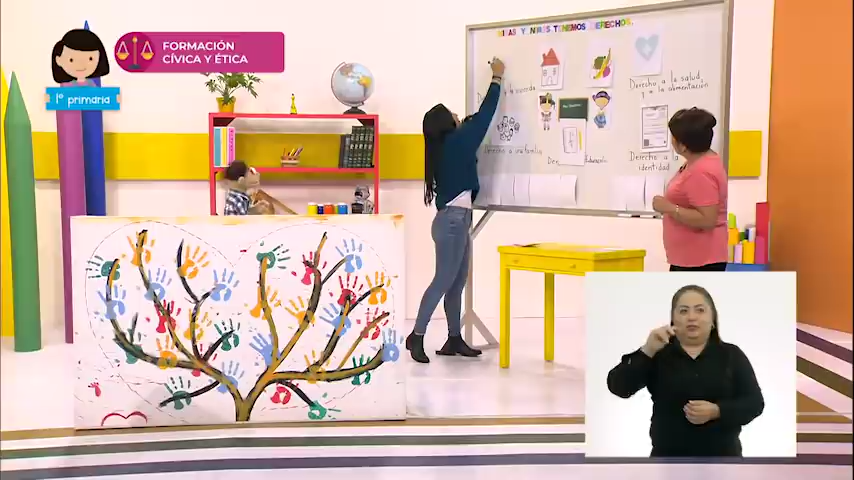 FORMACIÓN
CÍVICA Y ÉTICA
1° primaria
NIÑAS Y NIÑOS TENEMOS DERECHOS.
Derecho a la salud,
y a la alimentación
Derecho a una familia
Educación
Derecho a la
identidad